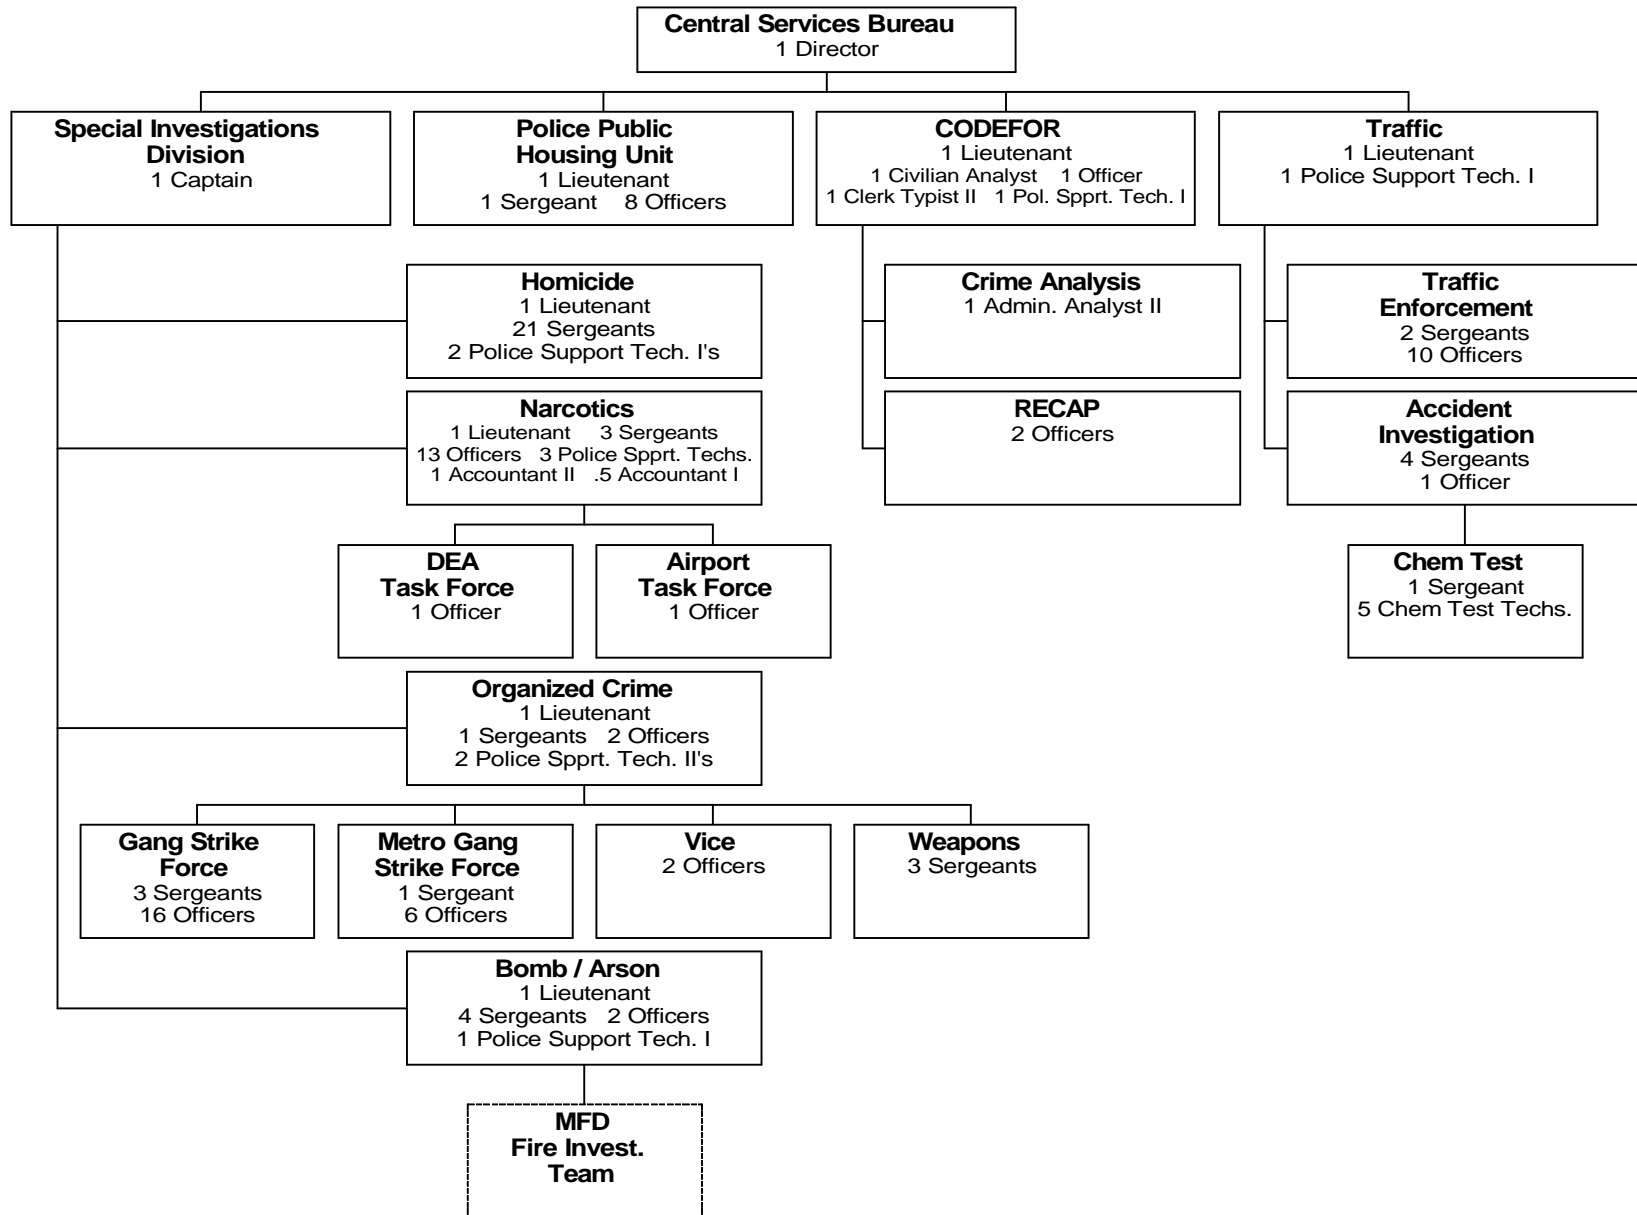 Central Services Bureau
1 Director
Special Investigations
Division
1 Captain
Police Public
Housing Unit
1 Lieutenant
1 Sergeant 8 Officers
CODEFOR
1 Lieutenant
1 Civilian Analyst 1 Officer
1 Clerk Typist II 1 Pol. Spprt. Tech. I
Traffic
1 Lieutenant
1 Police Support Tech. I
Homicide
1 Lieutenant
21 Sergeants
2 Police Support Tech. I's
Crime Analysis
1 Admin. Analyst II
Traffic
Enforcement
2 Sergeants
10 Officers
Narcotics
1 Lieutenant 3 Sergeants
13 Officers 3 Police Spprt. Techs.
1 Accountant II .5 Accountant I
RECAP
2 Officers
Accident
Investigation
4 Sergeants
1 Officer
DEA
Task Force
1 Officer
Airport
Task Force
1 Officer
Chem Test
1 Sergeant
5 Chem Test Techs.
Organized Crime
1 Lieutenant
1 Sergeants 2 Officers
2 Police Spprt. Tech. II's
Gang Strike
Force
3 Sergeants
16 Officers
Metro Gang
Strike Force
1 Sergeant
6 Officers
Vice
2 Officers
Weapons
3 Sergeants
Bomb / Arson
1 Lieutenant
4 Sergeants 2 Officers
1 Police Support Tech. I
MFD
Fire Invest.
Team